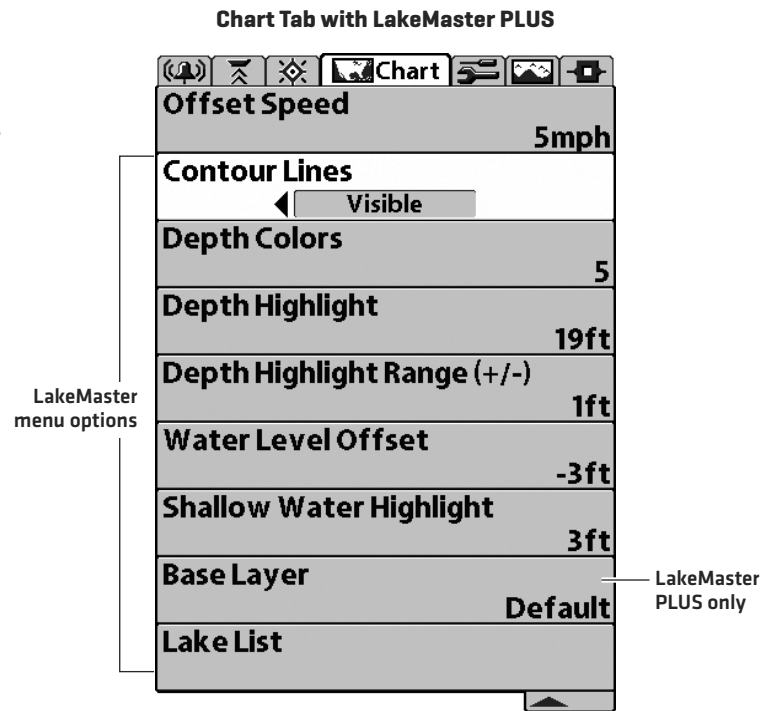 Chart Tab with LakeMaster PLUS
Chart
Offset Speed
5mph
Contour Lines
Visible
Depth Colors
5
Depth Highlight
19ft
Depth Highlight Range (+/-)
1ft
LakeMaster
menu options
Water Level Offset
-3ft
Shallow Water Highlight
3ft
Base Layer
Default
LakeMaster
PLUS only
Lake List